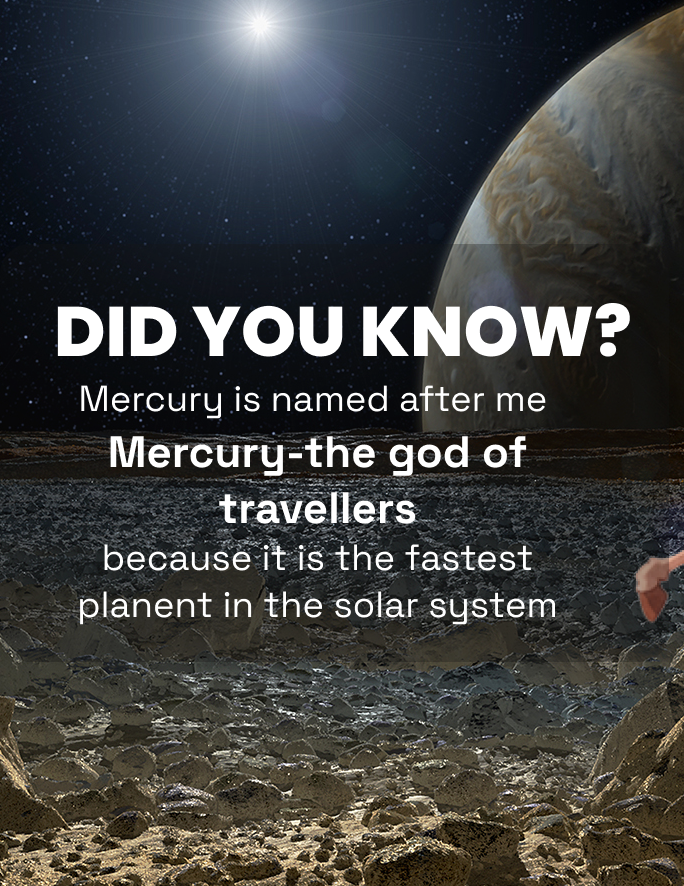 DID YOU KNOW?
Mercury is named after me
Mercury-the god of
travellers
because it is the fastest
planent in the solar system